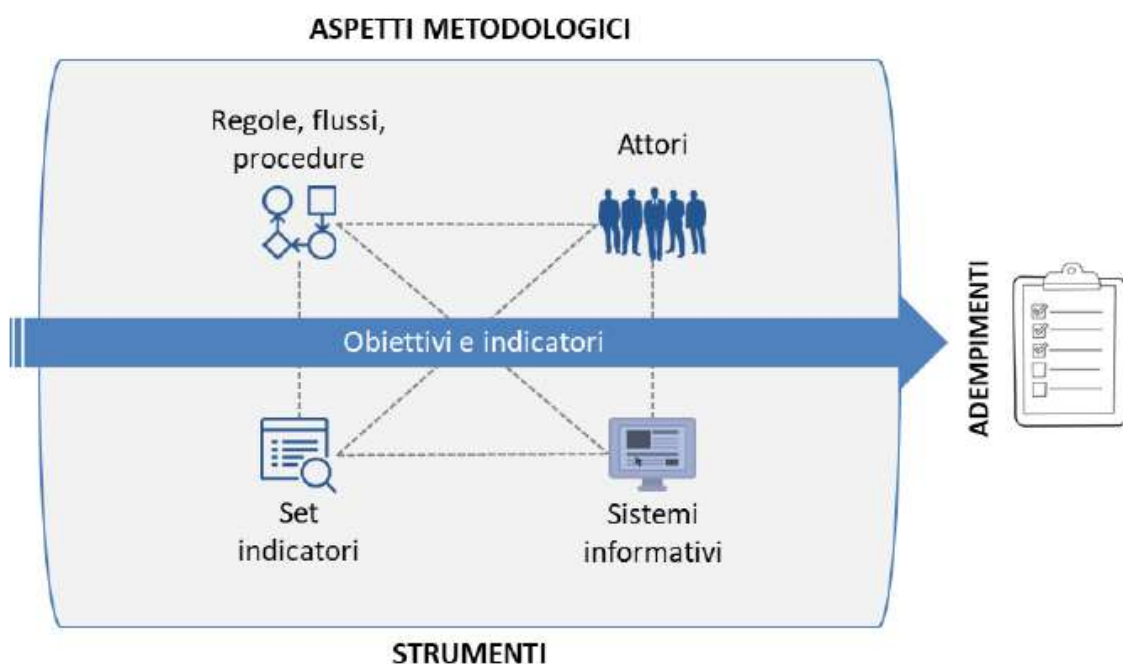 ASPETTI METODOLOGICI
Regole, flussi,
procedure
Attori
Obiettivi e indicatori
ADEMPIMENTI
Set
indicatori
Sistemi
informativi
STRUMENTI